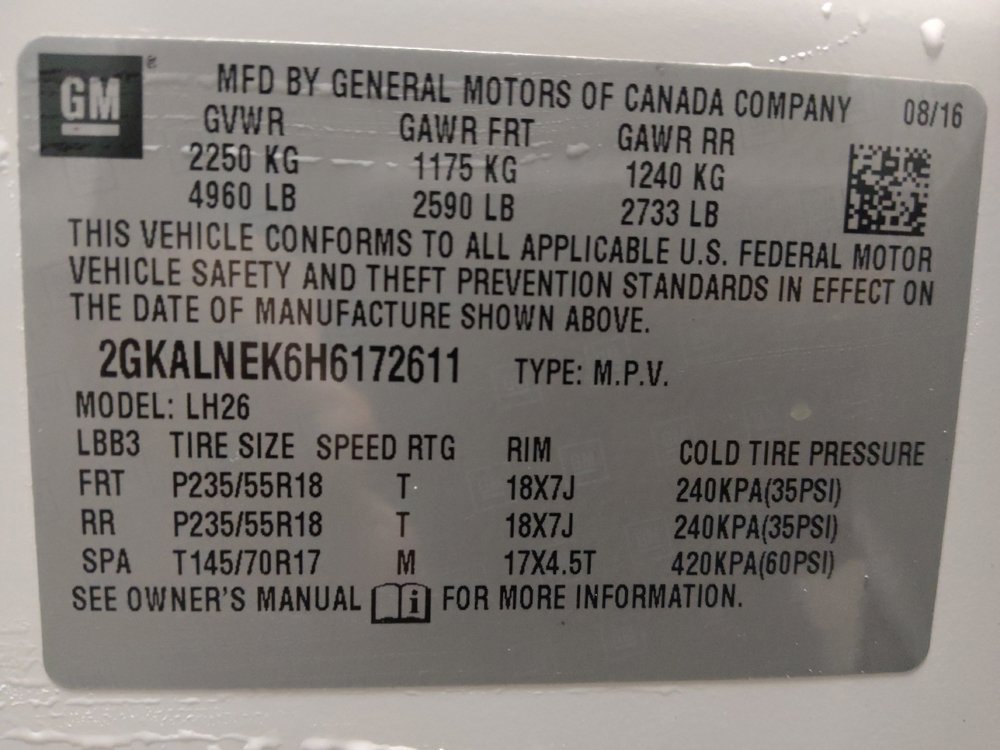 GM ®
MFD BY GENERAL MOTORS OF CANADA COMPANY 08/16
GVWR GAWR FRT GAWR RR
2250 KG 1175 KG 1240 KG
4960 LB 2590 LB 2733 LB
THIS VEHICLE CONFORMS TO ALL APPLICABLE U.S. FEDERAL MOTOR
VEHICLE SAFETY AND THEFT PREVENTION STANDARDS IN EFFECT ON
THE DATE OF MANUFACTURE SHOWN ABOVE.
2GKALNEK6H6172611 TYPE: M.P.V.
MODEL: LH26
LBB3 TIRE SIZE SPEED RTG RIM COLD TIRE PRESSURE
FRT P235/55R18 T 18X7J 240KPA(35PSI)
RR P235/55R18 T 18X7J 240KPA(35PSI)
SPA T145/70R17 M 17X4.5T 420KPA(60PSI)
SEE OWNER'S MANUAL i FOR MORE INFORMATION.